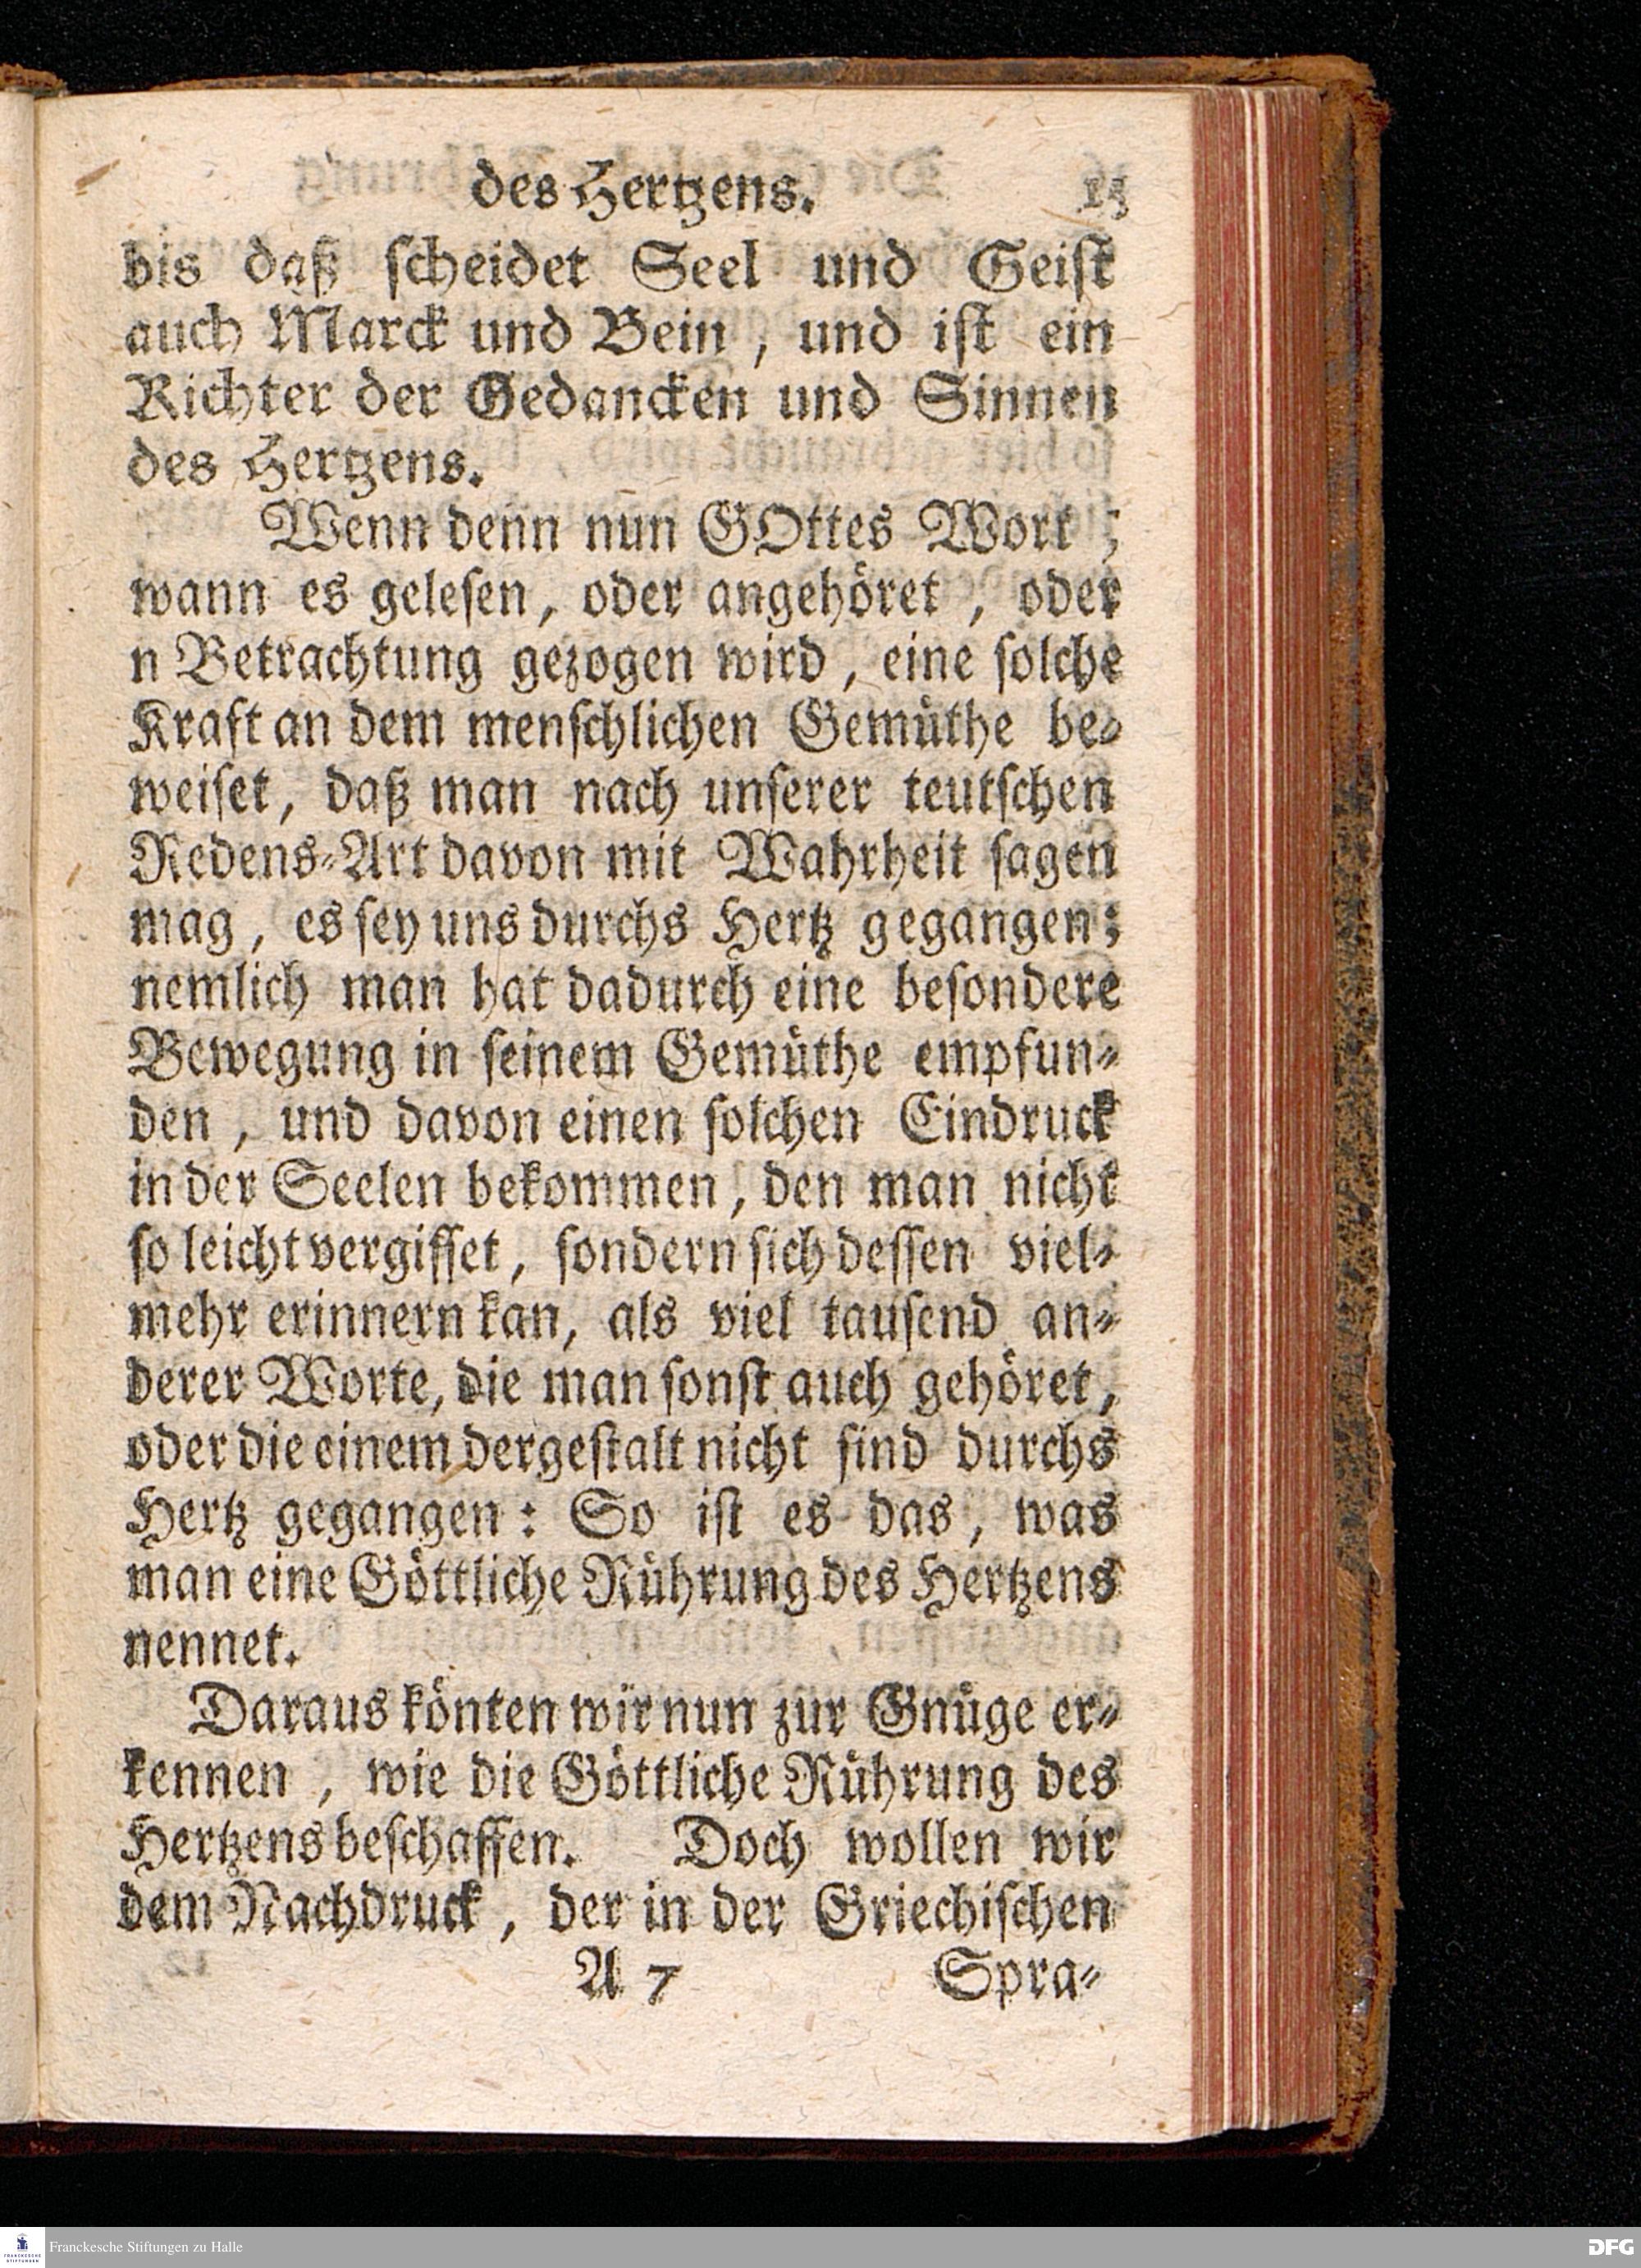 des Hertzens. 13
bis daß ſcheidet Seel und Geiſt
auch Marck und Bein, und iſt ein
Richter der Gedancken und Sinnen
des Hertzens.
Wenn denn nun GOttes Wort,
wann es geleſen, oder angehöret, oder
n Betrachtung gezogen wird, eine ſolche
Kraft an dem menſchlichen Gemüthe be-
weiſet, daß man nach unſerer teutſchen
Redens-Art davon mit Wahrheit ſagen
mag, es ſey uns durchs Hertz gegangen;
nemlich man hat dadurch eine beſondere
Bewegung in ſeinem Gemüthe empfun-
den, und davon einen ſolchen Eindruck
in der Seelen bekommen, den man nicht
ſo leicht vergiſſet, ſondern ſich deſſen viel-
mehr erinnern kan, als viel tauſend an-
derer Worte, die man ſonſt auch gehöret,
oder die einem dergeſtalt nicht ſind durchs
Hertz gegangen: So iſt es das, was
man eine Göttliche Rührung des Hertzens
nennet.
Daraus könten wir nun zur Gnüge er-
kennen, wie die Göttliche Rührung des
Hertzens beſchaffen. Doch wollen wir
dem Nachdruck, der in der Griechiſchen
A 7 Spra-
Franckesche Stiftungen zu Halle
DFG